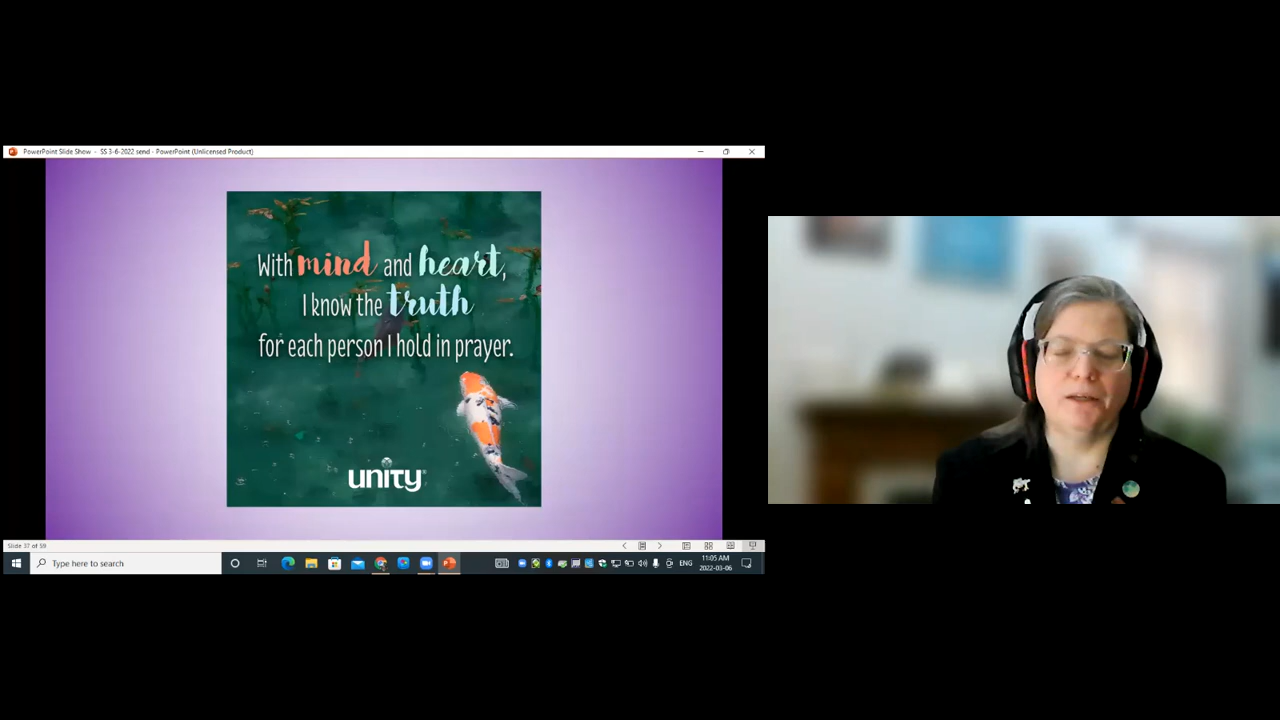 PowerPoint Slide Show - SS 3-6-2022 send - PowerPoint (Unlicensed Product)
With mind and heart,
I know the truth
for each person I hold in prayer.
unity
Slide 37 of 59
Type here to search
ENG
11:05 AM
2022-03-06